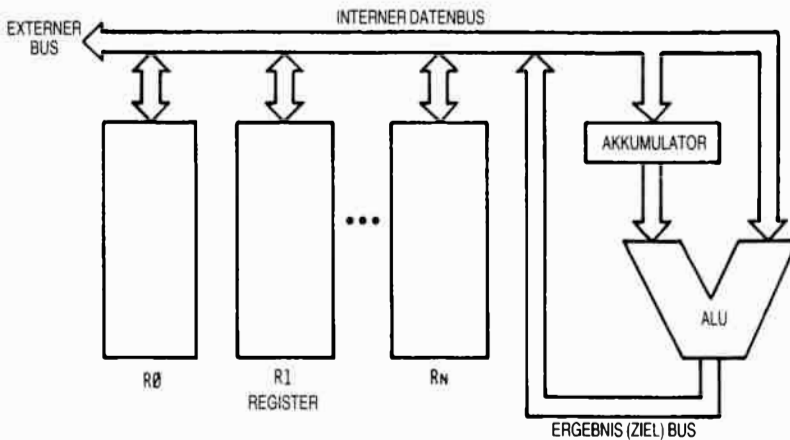 INTERNER DATENBUS
EXTERNER
BUS
AKKUMULATOR
ALU
RØ
R1
RN
REGISTER
ERGEBNIS (ZIEL) BUS